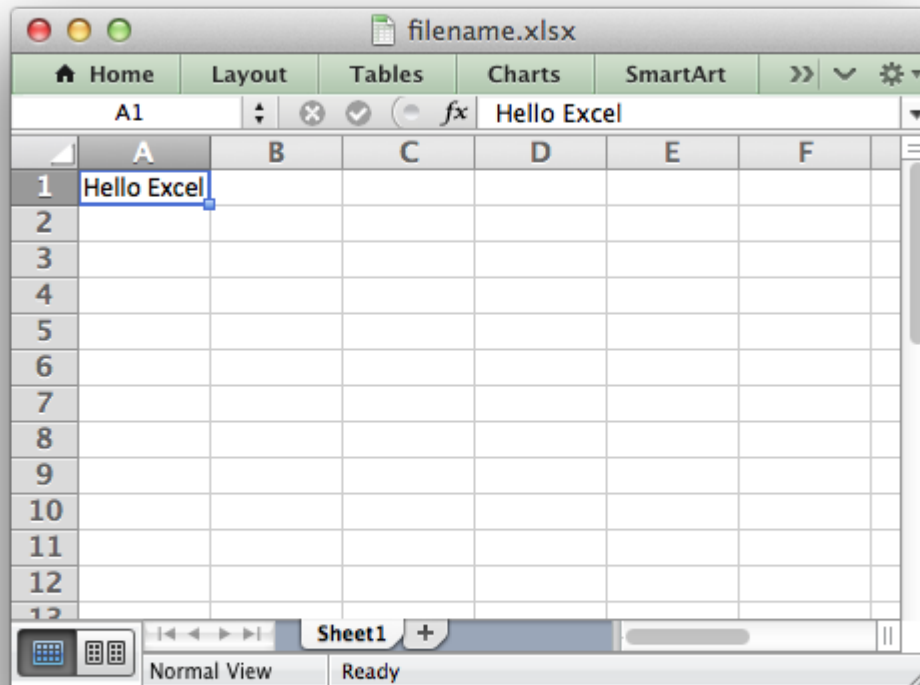 filename.xlsx
Home Layout Tables Charts SmartArt
A1 fx Hello Excel
A B C D E F
1 Hello Excel
2
3
4
5
6
7
8
9
10
11
12
13
Sheet1
Normal View Ready